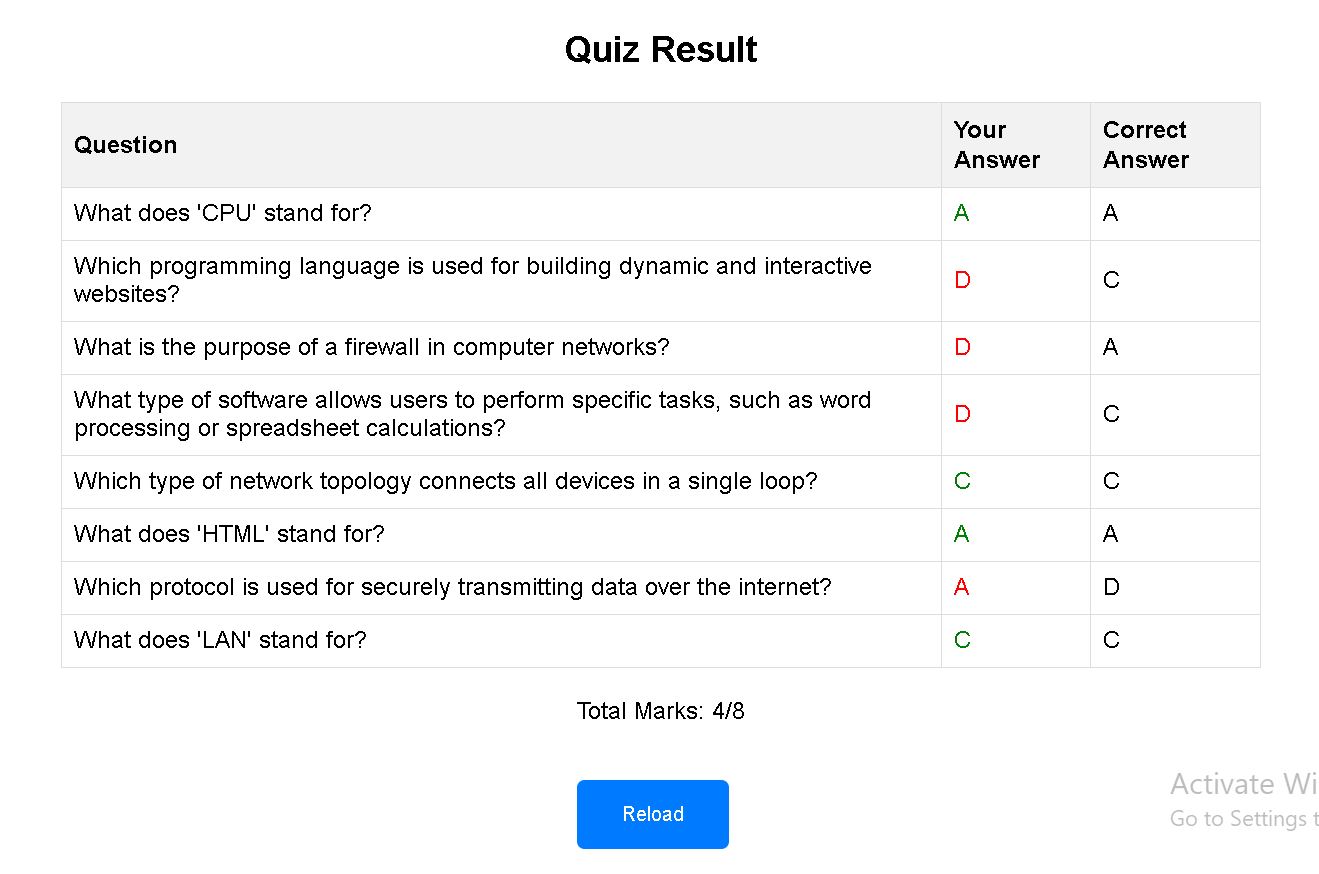 Quiz Result
Question
Your
Answer
Correct
Answer
What does 'CPU' stand for?
A
A
Which programming language is used for building dynamic and interactive
websites?
D
C
What is the purpose of a firewall in computer networks?
D
A
What type of software allows users to perform specific tasks, such as word
processing or spreadsheet calculations?
D
C
Which type of network topology connects all devices in a single loop?
C
C
What does 'HTML' stand for?
A
A
Which protocol is used for securely transmitting data over the internet?
A
D
What does 'LAN' stand for?
C
C
Total Marks: 4/8
Reload
Activate Wi
Go to Settings t